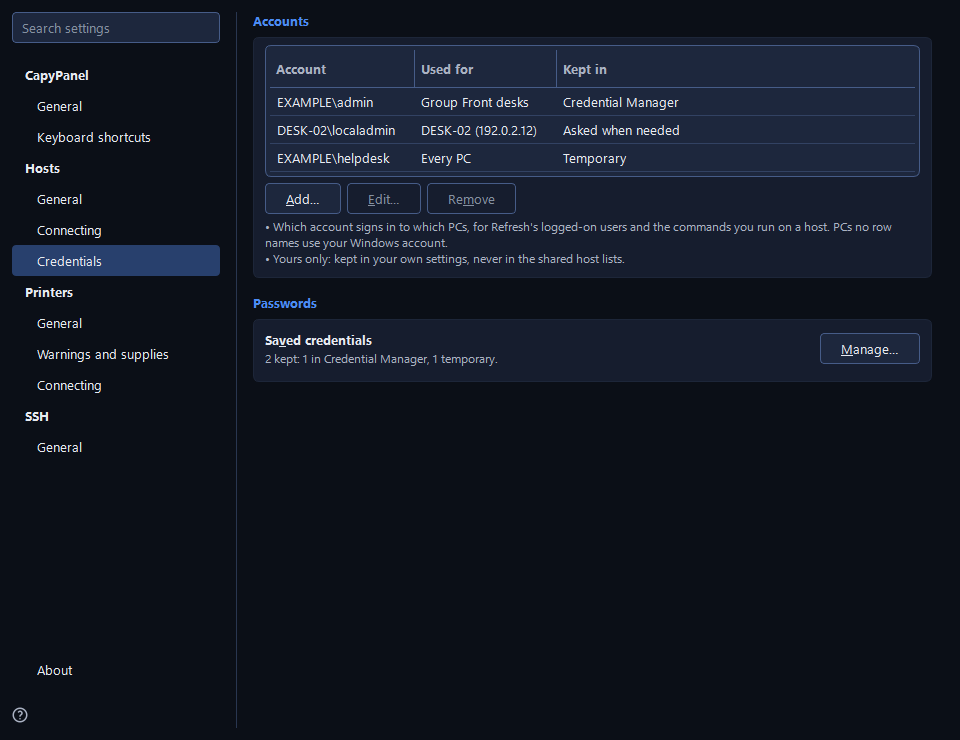 Search settings
CapyPanel
General
Keyboard shortcuts
Hosts
General
Connecting
Credentials
Printers
General
Warnings and supplies
Connecting
SSH
General
About
Accounts
Account Used for Kept in
EXAMPLE\admin Group Front desks Credential Manager
DESK-02\localadmin DESK-02 (192.0.2.12) Asked when needed
EXAMPLE\helpdesk Every PC Temporary
Add... Edit... Remove
• Which account signs in to which PCs, for Refresh's logged-on users and the commands you run on a host. PCs no row
names use your Windows account.
• Yours only: kept in your own settings, never in the shared host lists.
Passwords
Saved credentials
2 kept: 1 in Credential Manager, 1 temporary.
Manage...